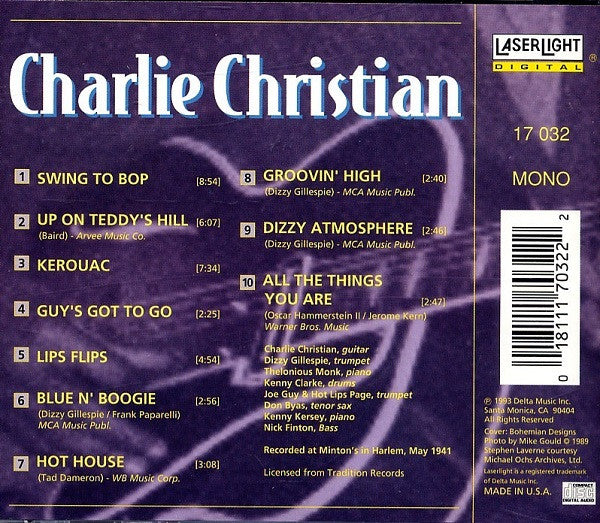 Charlie Christian
1 SWING TO BOP [8:54]
2 UP ON TEDDY'S HILL [6:07]
(Baird) - Arvee Music Co.
3 KEROUAC [7:34]
4 GUY'S GOT TO GO [2:25]
5 LIPS FLIPS [4:54]
6 BLUE N' BOOGIE [2:56]
(Dizzy Gillespie / Frank Paparelli)
MCA Music Publ.
7 HOT HOUSE [3:08]
(Tad Dameron) - WB Music Corp.
8 GROOVIN' HIGH [2:40]
(Dizzy Gillespie) - MCA Music Publ.
9 DIZZY ATMOSPHERE [2:46]
(Dizzy Gillespie) - MCA Music Publ.
10 ALL THE THINGS
YOU ARE [2:47]
(Oscar Hammerstein II / Jerome Kern)
Warner Bros. Music
Charlie Christian, guitar
Dizzy Gillespie, trumpet
Thelonious Monk, piano
Kenny Clarke, drums
Joe Guy & Hot Lips Page, trumpet
Don Byas, tenor sax
Kenny Kersey, piano
Nick Finton, Bass
Recorded at Minton's in Harlem, May 1941
Licensed from Tradition Records
LASERLIGHT
DIGITAL ®
17 032
MONO
0 18111 70322 2
℗ 1993 Delta Music Inc.
Santa Monica, CA 90404
All Rights Reserved
Cover: Bohemian Designs
Photo by Mike Gould © 1989
Stephen Laverne courtesy
Michael Ochs Archives, Ltd.
Laserlight is a registered trademark
of Delta Music Inc.
MADE IN U.S.A.
COMPACT
disc
DIGITAL AUDIO